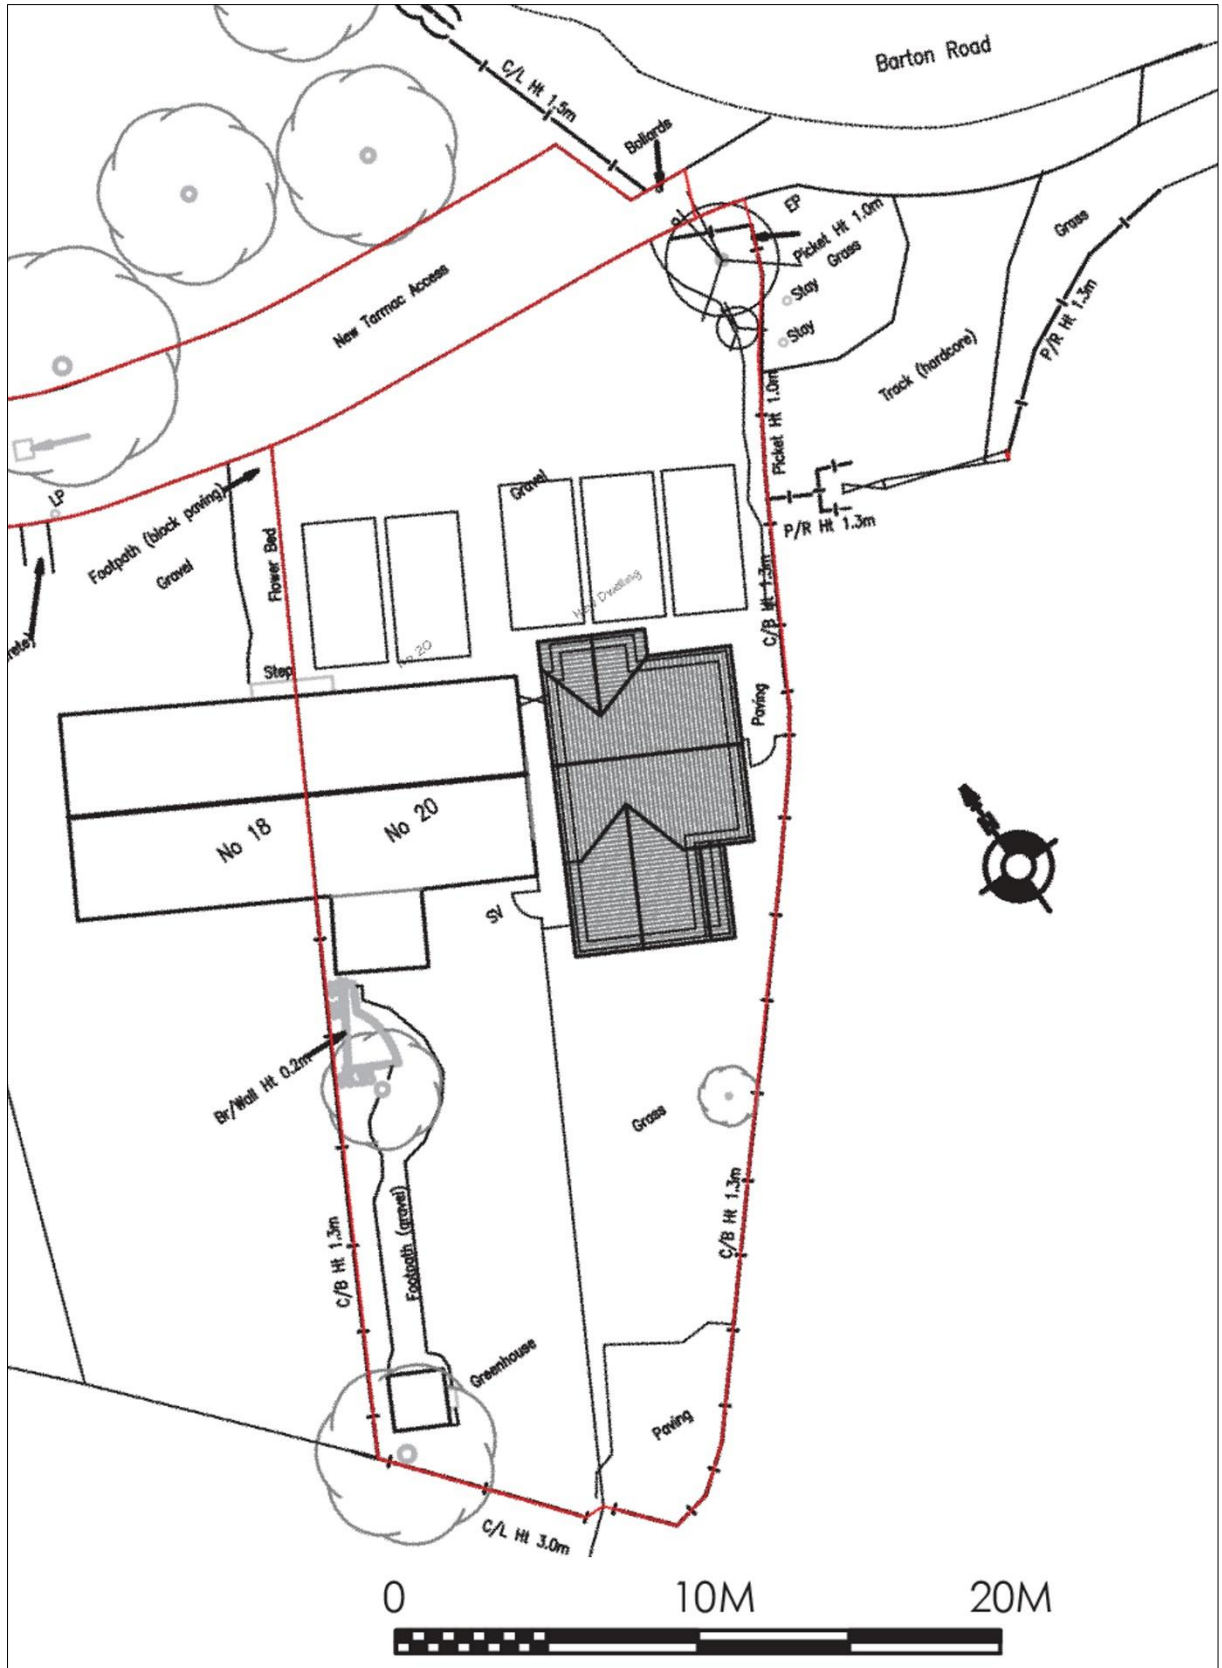 Barton Road
C/L Ht 1.5m
Bollards
EP
Picket Ht 1.0m
Grass
Grass
Stay
Stay
New Tarmac Access
P/R Ht 1.3m
Track (hardcore)
Picket Ht 1.0m
LP
Footpath (block paving)
Gravel
Gravel
P/R Ht 1.3m
Flower Bed
C/B Ht 1.3m
New Dwelling
rete)
No 20
Step
Paving
No 18
No 20
N
SV
Br/Wall Ht 0.2m
Grass
C/B Ht 1.3m
C/B Ht 1.3m
Footpath (gravel)
Greenhouse
Paving
C/L Ht 3.0m
0 10M 20M